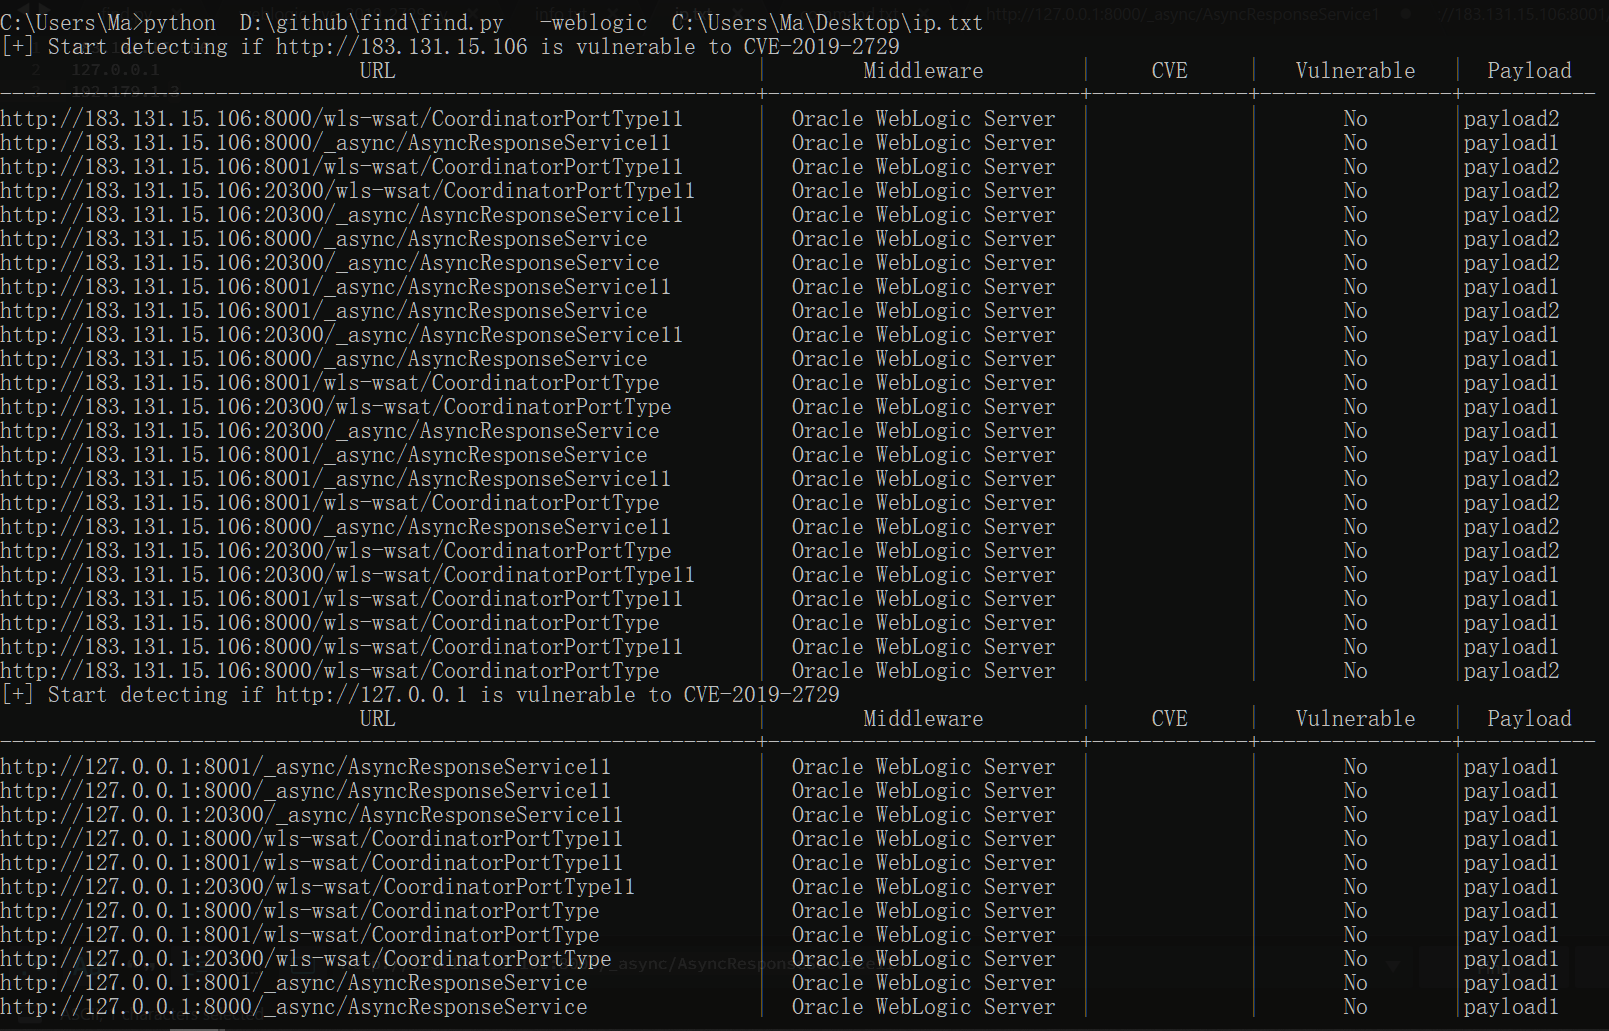 C:\Users\Ma>python  D:\github\find\find.py   -weblogic  C:\Users\Ma\Desktop\ip.txt
[+] Start detecting if http://183.131.15.106 is vulnerable to CVE-2019-2729
URL | Middleware | CVE | Vulnerable | Payload
http://183.131.15.106:8000/wls-wsat/CoordinatorPortType11 | Oracle WebLogic Server | | No |payload2
http://183.131.15.106:8000/_async/AsyncResponseService11 | Oracle WebLogic Server | | No |payload1
http://183.131.15.106:8001/wls-wsat/CoordinatorPortType11 | Oracle WebLogic Server | | No |payload2
http://183.131.15.106:20300/wls-wsat/CoordinatorPortType11 | Oracle WebLogic Server | | No |payload2
http://183.131.15.106:20300/_async/AsyncResponseService11 | Oracle WebLogic Server | | No |payload2
http://183.131.15.106:8000/_async/AsyncResponseService | Oracle WebLogic Server | | No |payload2
http://183.131.15.106:20300/_async/AsyncResponseService | Oracle WebLogic Server | | No |payload2
http://183.131.15.106:8001/_async/AsyncResponseService11 | Oracle WebLogic Server | | No |payload1
http://183.131.15.106:8001/_async/AsyncResponseService | Oracle WebLogic Server | | No |payload2
http://183.131.15.106:20300/_async/AsyncResponseService11 | Oracle WebLogic Server | | No |payload1
http://183.131.15.106:8000/_async/AsyncResponseService | Oracle WebLogic Server | | No |payload1
http://183.131.15.106:8001/wls-wsat/CoordinatorPortType | Oracle WebLogic Server | | No |payload1
http://183.131.15.106:20300/wls-wsat/CoordinatorPortType | Oracle WebLogic Server | | No |payload1
http://183.131.15.106:20300/_async/AsyncResponseService | Oracle WebLogic Server | | No |payload1
http://183.131.15.106:8001/_async/AsyncResponseService | Oracle WebLogic Server | | No |payload1
http://183.131.15.106:8001/_async/AsyncResponseService11 | Oracle WebLogic Server | | No |payload2
http://183.131.15.106:8001/wls-wsat/CoordinatorPortType | Oracle WebLogic Server | | No |payload2
http://183.131.15.106:8000/_async/AsyncResponseService11 | Oracle WebLogic Server | | No |payload2
http://183.131.15.106:20300/wls-wsat/CoordinatorPortType | Oracle WebLogic Server | | No |payload2
http://183.131.15.106:20300/wls-wsat/CoordinatorPortType11 | Oracle WebLogic Server | | No |payload1
http://183.131.15.106:8001/wls-wsat/CoordinatorPortType11 | Oracle WebLogic Server | | No |payload1
http://183.131.15.106:8000/wls-wsat/CoordinatorPortType | Oracle WebLogic Server | | No |payload1
http://183.131.15.106:8000/wls-wsat/CoordinatorPortType11 | Oracle WebLogic Server | | No |payload1
http://183.131.15.106:8000/wls-wsat/CoordinatorPortType | Oracle WebLogic Server | | No |payload2
[+] Start detecting if http://127.0.0.1 is vulnerable to CVE-2019-2729
URL | Middleware | CVE | Vulnerable | Payload
http://127.0.0.1:8001/_async/AsyncResponseService11 | Oracle WebLogic Server | | No |payload1
http://127.0.0.1:8000/_async/AsyncResponseService11 | Oracle WebLogic Server | | No |payload1
http://127.0.0.1:20300/_async/AsyncResponseService11 | Oracle WebLogic Server | | No |payload1
http://127.0.0.1:8000/wls-wsat/CoordinatorPortType11 | Oracle WebLogic Server | | No |payload1
http://127.0.0.1:8001/wls-wsat/CoordinatorPortType11 | Oracle WebLogic Server | | No |payload1
http://127.0.0.1:20300/wls-wsat/CoordinatorPortType11 | Oracle WebLogic Server | | No |payload1
http://127.0.0.1:8000/wls-wsat/CoordinatorPortType | Oracle WebLogic Server | | No |payload1
http://127.0.0.1:8001/wls-wsat/CoordinatorPortType | Oracle WebLogic Server | | No |payload1
http://127.0.0.1:20300/wls-wsat/CoordinatorPortType | Oracle WebLogic Server | | No |payload1
http://127.0.0.1:8001/_async/AsyncResponseService | Oracle WebLogic Server | | No |payload1
http://127.0.0.1:8000/_async/AsyncResponseService | Oracle WebLogic Server | | No |payload1